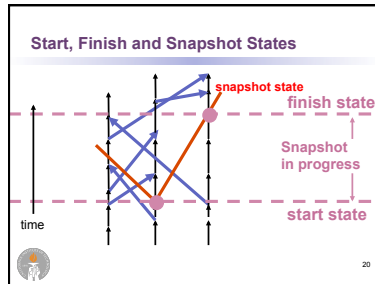 Start, Finish and Snapshot States
snapshot state
finish state
Snapshot
in progress
start state
time
20